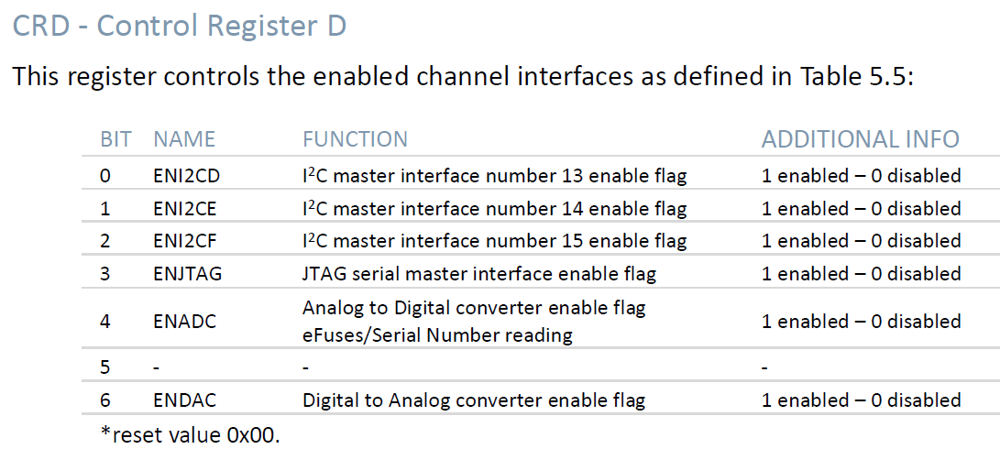 CRD - Control Register D
This register controls the enabled channel interfaces as defined in Table 5.5:
BIT NAME FUNCTION ADDITIONAL INFO
0 ENI2CD I²C master interface number 13 enable flag 1 enabled – 0 disabled
1 ENI2CE I²C master interface number 14 enable flag 1 enabled – 0 disabled
2 ENI2CF I²C master interface number 15 enable flag 1 enabled – 0 disabled
3 ENJTAG JTAG serial master interface enable flag 1 enabled – 0 disabled
4 ENADC Analog to Digital converter enable flag 1 enabled – 0 disabled
eFuses/Serial Number reading
5 - - -
6 ENDAC Digital to Analog converter enable flag 1 enabled – 0 disabled
*reset value 0x00.